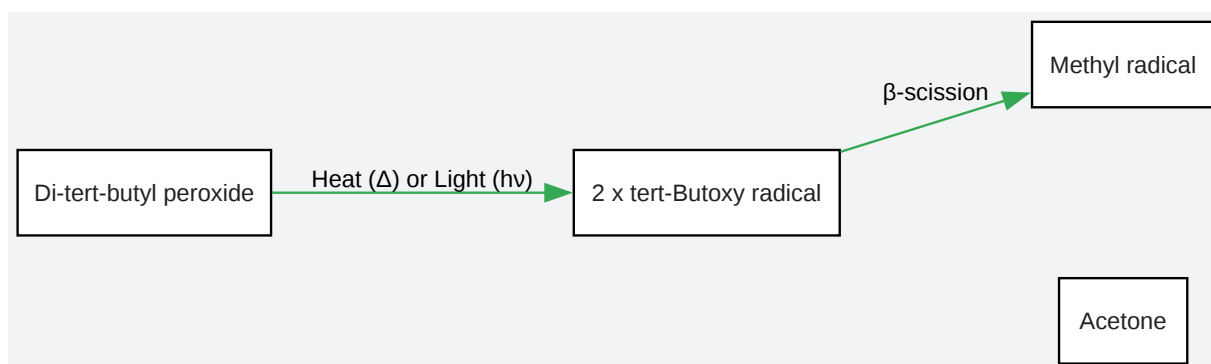 Methyl radical
β-scission
Di-tert-butyl peroxide
Heat (Δ) or Light (hν)
2 x tert-Butoxy radical
Acetone